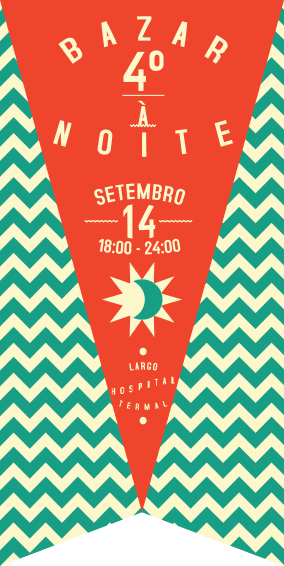 BAZAR
4º
À
NOITE
SETEMBRO
14
18:00 - 24:00
LARGO
HOSPITAL
TERMAL